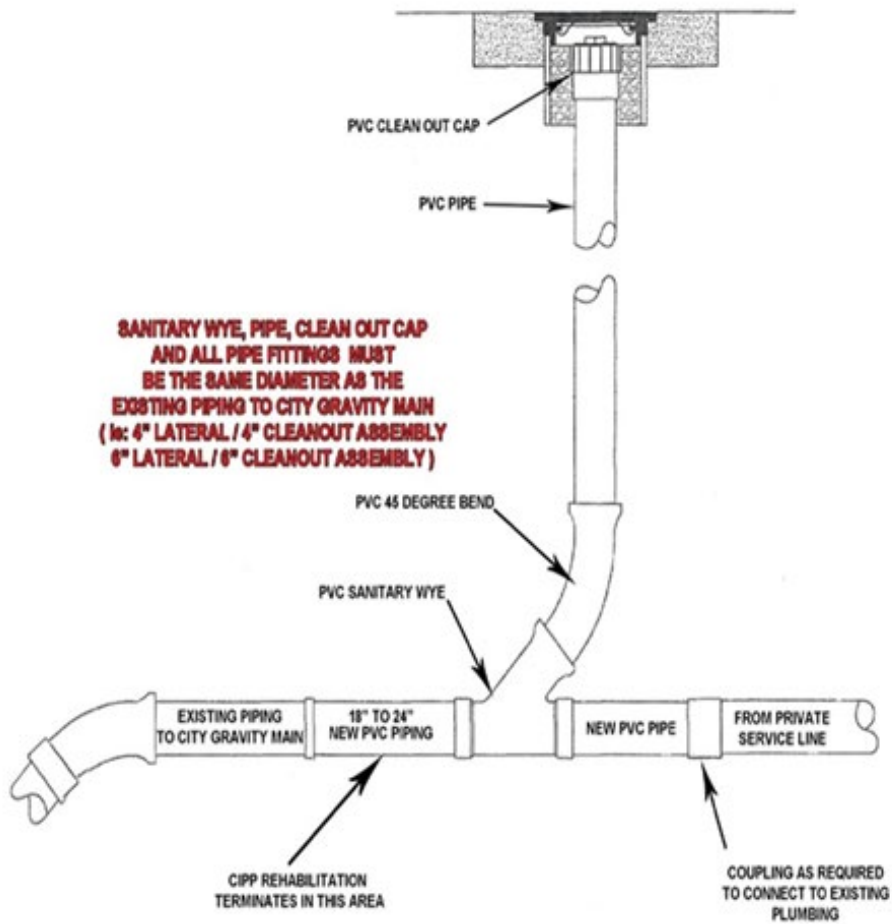 PVC CLEAN OUT CAP
PVC PIPE
SANITARY WYE, PIPE, CLEAN OUT CAP
AND ALL PIPE FITTINGS MUST
BE THE SAME DIAMETER AS THE
EXISTING PIPING TO CITY GRAVITY MAIN
( ie: 4" LATERAL / 4" CLEANOUT ASSEMBLY
6" LATERAL / 6" CLEANOUT ASSEMBLY )
PVC 45 DEGREE BEND
PVC SANITARY WYE
EXISTING PIPING
TO CITY GRAVITY MAIN
18" TO 24"
NEW PVC PIPING
NEW PVC PIPE
FROM PRIVATE
SERVICE LINE
CIPP REHABILITATION
TERMINATES IN THIS AREA
COUPLING AS REQUIRED
TO CONNECT TO EXISTING
PLUMBING